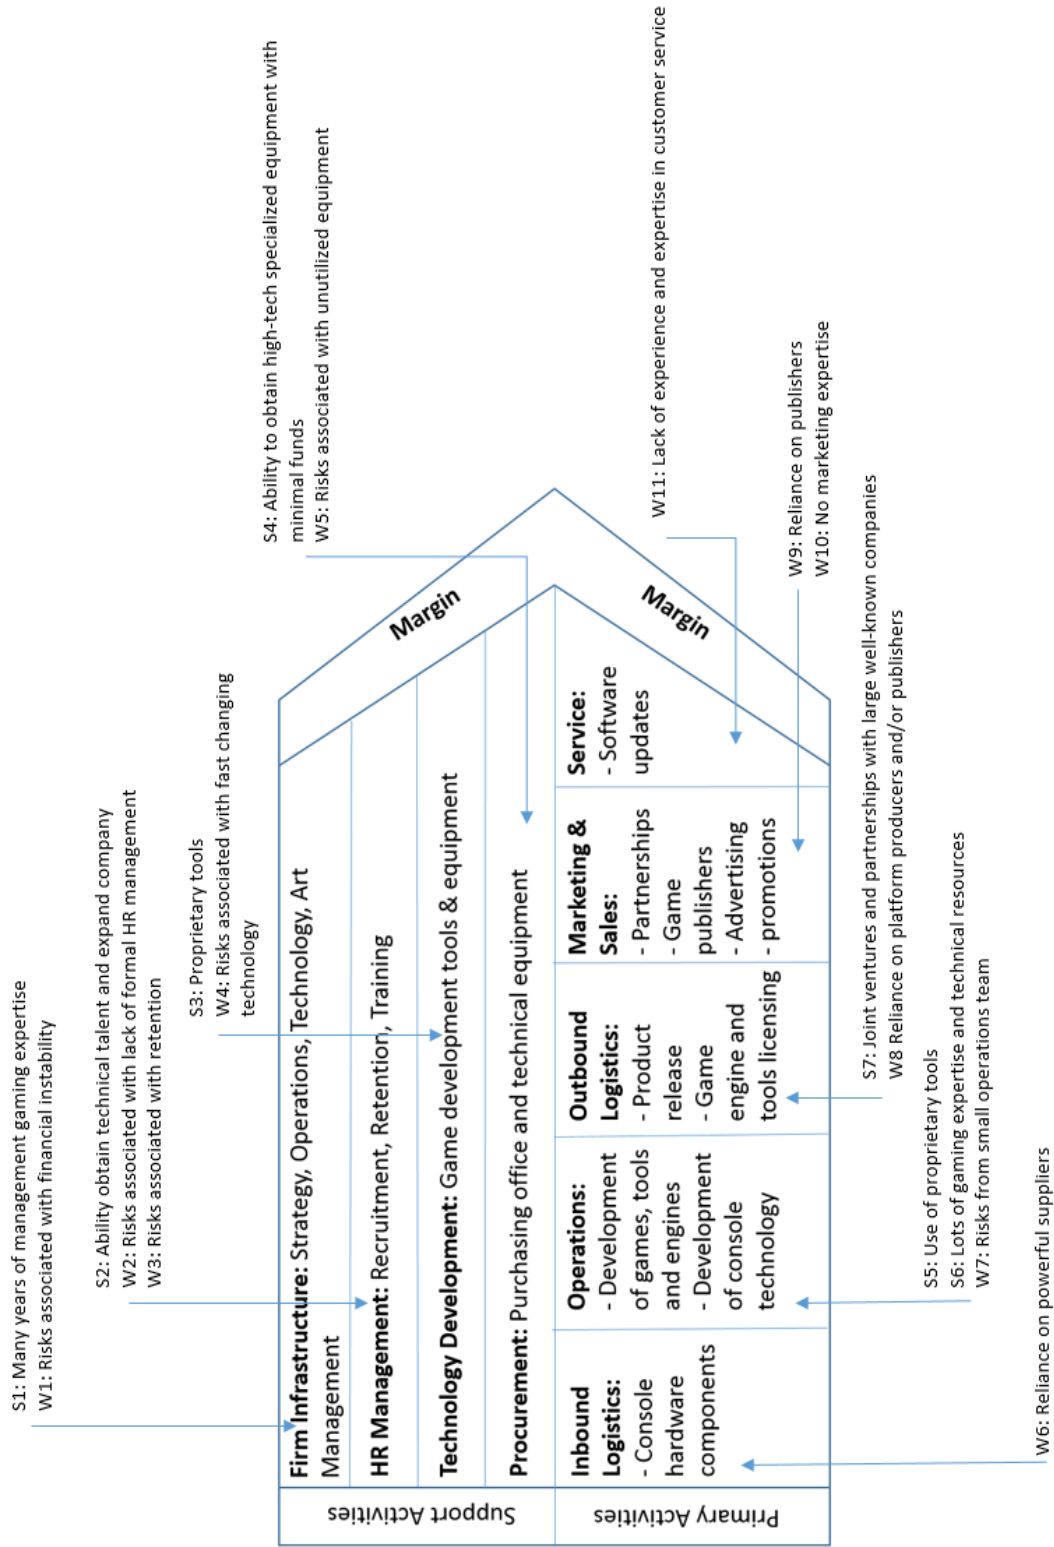 S1: Many years of management gaming expertise
W1: Risks associated with financial instability
S2: Ability obtain technical talent and expand company
W2: Risks associated with lack of formal HR management
W3: Risks associated with retention
S3: Proprietary tools
W4: Risks associated with fast changing
technology
S4: Ability to obtain high-tech specialized equipment with
minimal funds
W5: Risks associated with unutilized equipment
Support Activities
Firm Infrastructure: Strategy, Operations, Technology, Art
Management
HR Management: Recruitment, Retention, Training
Technology Development: Game development tools & equipment
Procurement: Purchasing office and technical equipment
Margin
Primary Activities
Inbound
Logistics:
- Console
hardware
components
Operations:
- Development
of games, tools
and engines
- Development
of console
technology
Outbound
Logistics:
- Product
release
- Game
engine and
tools licensing
Marketing &
Sales:
- Partnerships
- Game
publishers
- Advertising
- promotions
Service:
- Software
updates
Margin
W11: Lack of experience and expertise in customer service
W9: Reliance on publishers
W10: No marketing expertise
S7: Joint ventures and partnerships with large well-known companies
W8 Reliance on platform producers and/or publishers
S5: Use of proprietary tools
S6: Lots of gaming expertise and technical resources
W7: Risks from small operations team
W6: Reliance on powerful suppliers